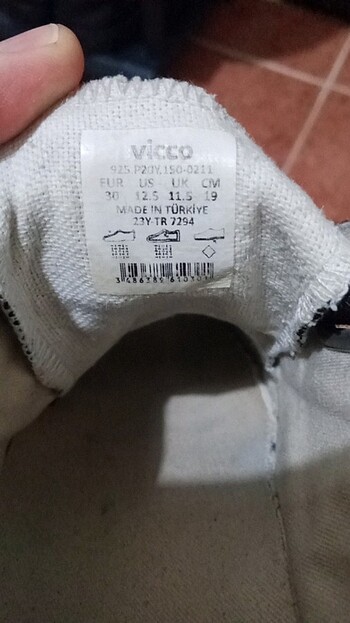 vicco
925.P20Y.150-0211
EUR US UK CM
30 12.5 11.5 19
MADE IN TÜRKİYE
23Y-TR 7294